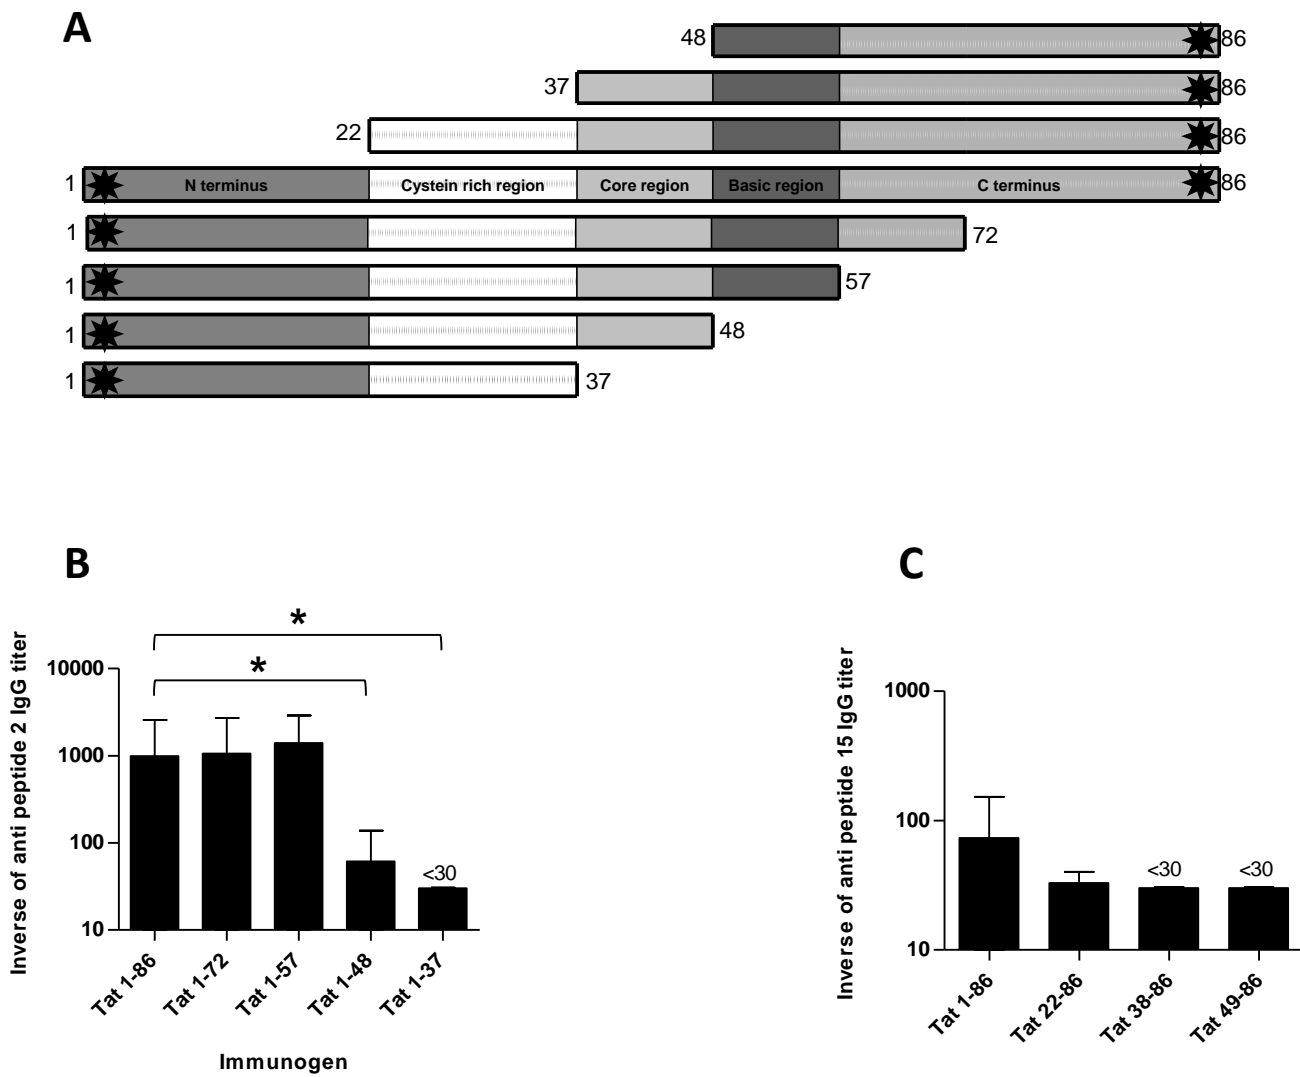 A
48 86
37 86
22 86
1 N terminus Cystein rich region Core region Basic region C terminus 86
1 72
1 57
1 48
1 37
B
Inverse of anti peptide 2 IgG titer
*
*
10000
1000
100
10
<30
Tat 1-86
Tat 1-72
Tat 1-57
Tat 1-48
Tat 1-37
Immunogen
C
Inverse of anti peptide 15 IgG titer
1000
100
10
<30 <30
Tat 1-86
Tat 22-86
Tat 38-86
Tat 49-86